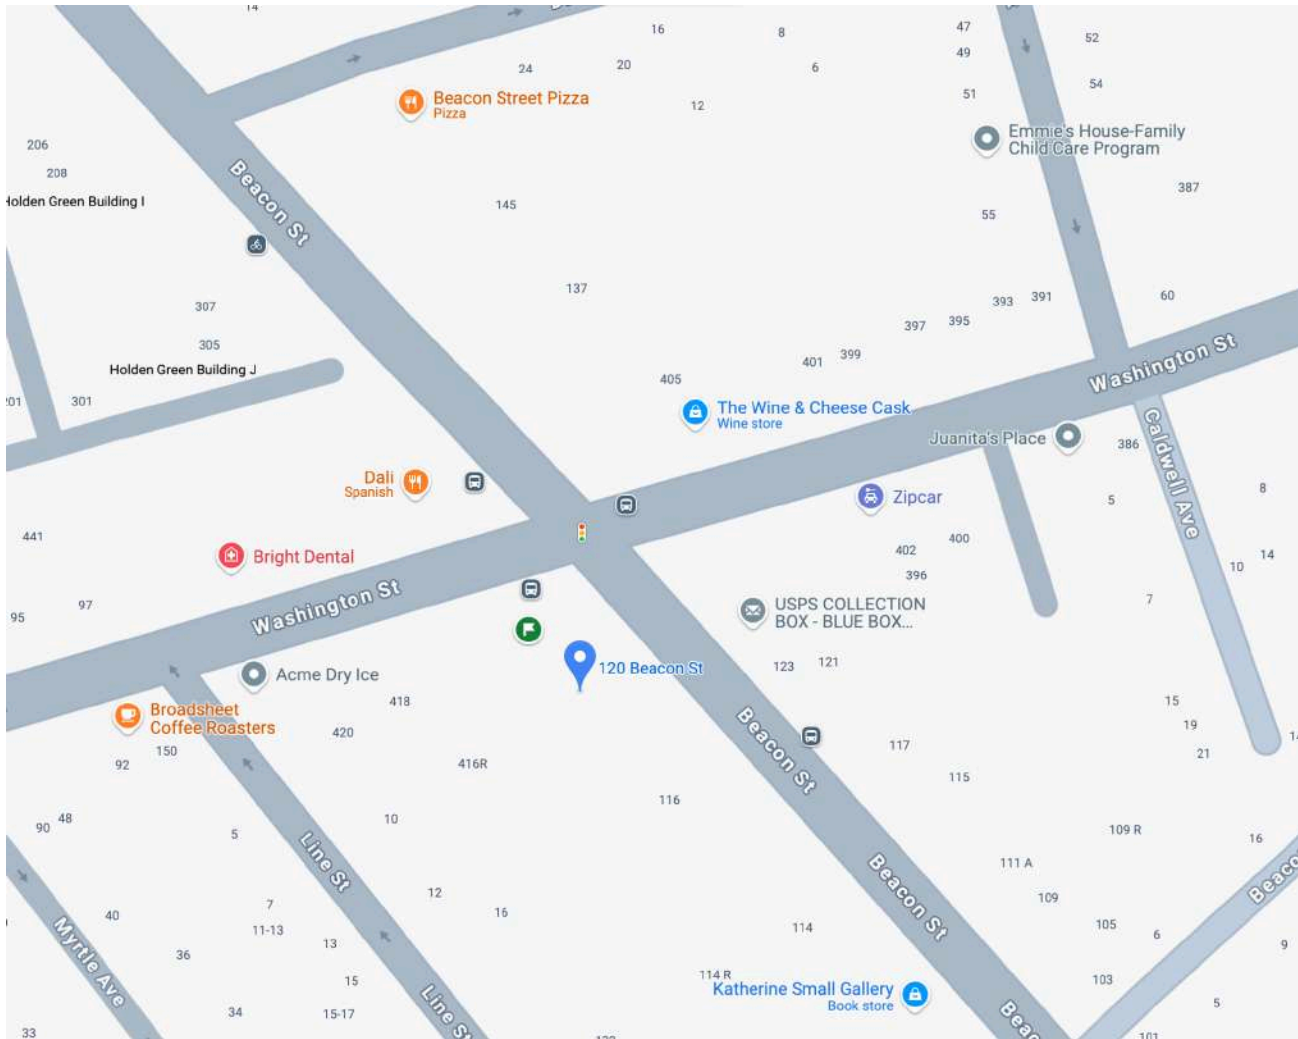 14
16
8
47
52
49
24
20
6
51
54
Beacon Street Pizza
Pizza
12
Emmie's House-Family
Child Care Program
206
208
387
Holden Green Building I
Beacon St
145
55
137
393
391
60
307
397
395
305
401
399
Washington St
Holden Green Building J
405
201
301
The Wine & Cheese Cask
Wine store
Juanita's Place
386
Caldwell Ave
Dali
Spanish
8
Zipcar
5
441
402
400
14
Bright Dental
10
396
Washington St
97
95
7
USPS COLLECTION
BOX - BLUE BOX...
120 Beacon St
123
121
Acme Dry Ice
418
15
Broadsheet
Coffee Roasters
420
19
Beacon St
150
117
21
92
416R
115
116
48
90
5
10
109 R
16
Line St
111 A
Beacon St
12
109
7
40
16
105
11-13
114
6
13
9
36
Myrtle Ave
114 R
15
103
Katherine Small Gallery
Book store
5
34
15-17
Line St
33
101